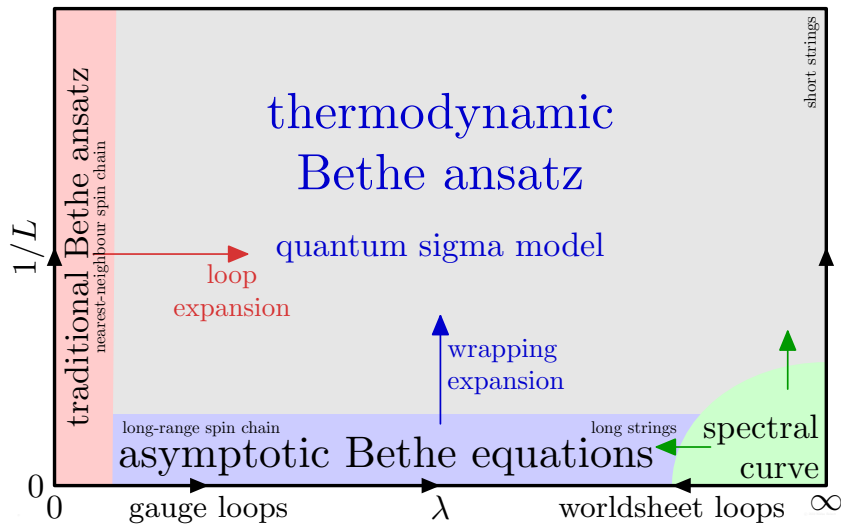 short strings
thermodynamic
Bethe ansatz
quantum sigma model
traditional Bethe ansatz
nearest-neighbour spin chain
1/L
loop
expansion
wrapping
expansion
long-range spin chain
long strings
asymptotic Bethe equations
spectral
curve
0
0
gauge loops
λ
worldsheet loops
∞